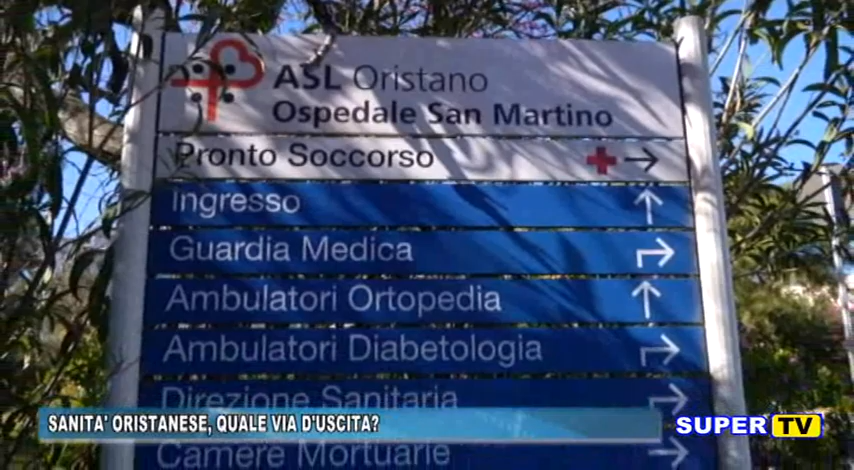 ASL Oristano
Ospedale San Martino
Pronto Soccorso
Ingresso
Guardia Medica
Ambulatori Ortopedia
Ambulatori Diabetologia
Direzione Sanitaria
SANITA' ORISTANESE, QUALE VIA D'USCITA?
SUPER TV
Camere Mortuarie